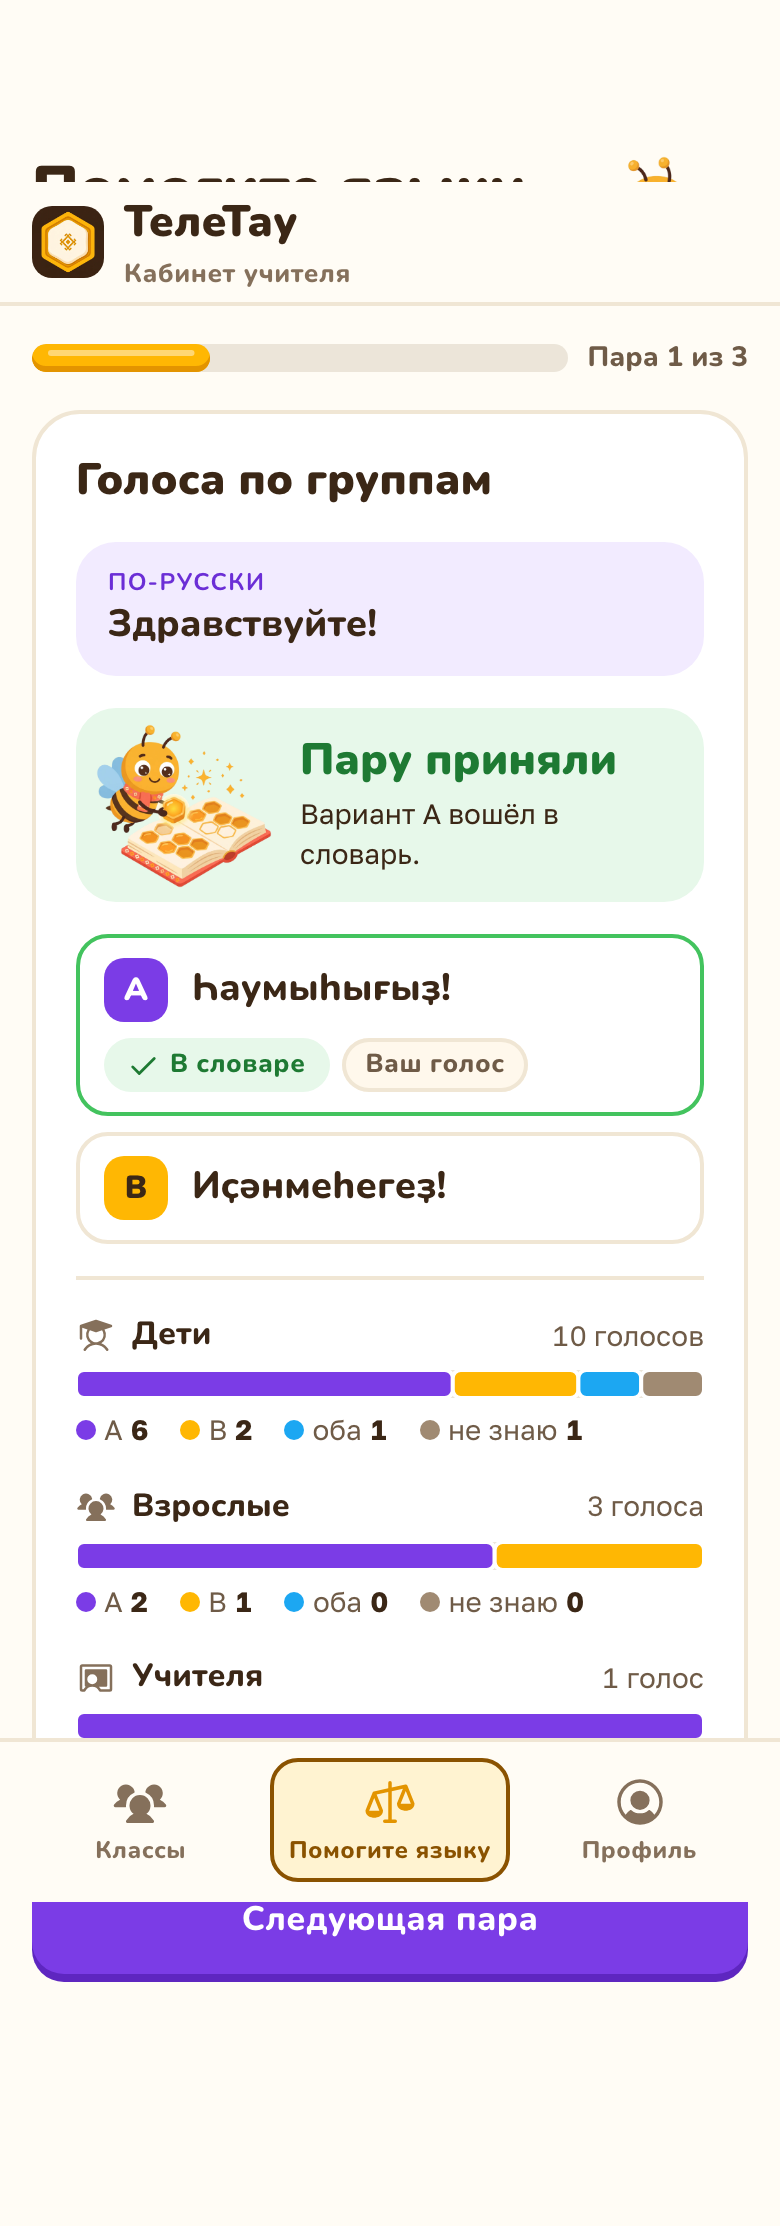 ТелеТау
Кабинет учителя
Пара 1 из 3
Голоса по группам
ПО-РУССКИ
Здравствуйте!
Пару приняли
Вариант А вошёл в
словарь.
A Һаумыһығыҙ!
В словаре Ваш голос
B Иҫәнмеһегеҙ!
Дети 10 голосов
A 6 B 2 оба 1 не знаю 1
Взрослые 3 голоса
A 2 B 1 оба 0 не знаю 0
Учителя 1 голос
Классы Помогите языку Профиль
Следующая пара